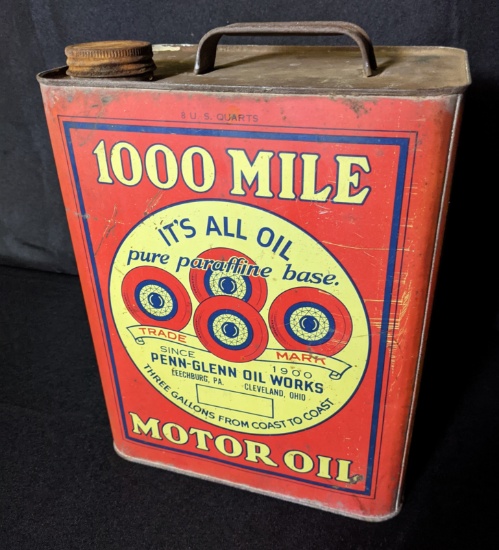 8 U.S. QUARTS
1000 MILE
IT'S ALL OIL
pure paraffine base.
TRADE MARK
SINCE 1900
PENN-GLENN OIL WORKS
LEECHBURG, PA. CLEVELAND, OHIO
THREE GALLONS FROM COAST TO COAST
MOTOR OIL